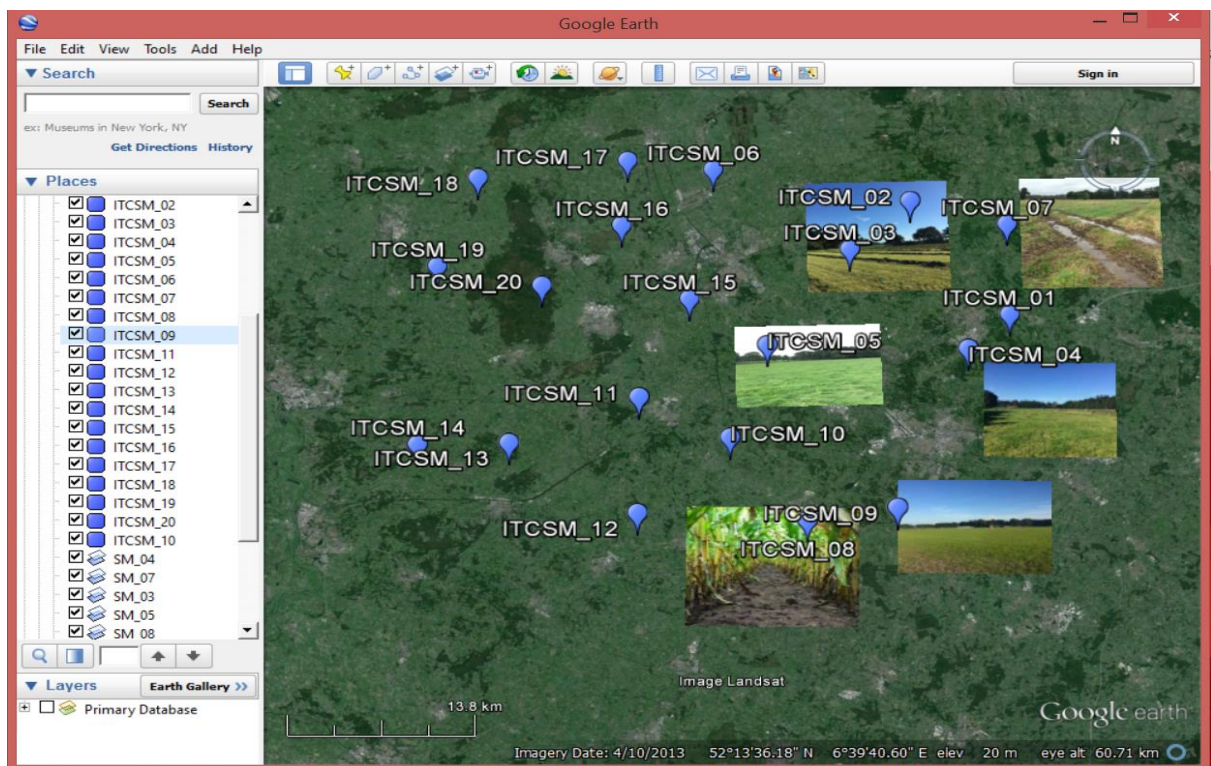 Google Earth
File Edit View Tools Add Help
Search
Search
ex: Museums in New York, NY
Get Directions History
Places
ITCSM_02
ITCSM_03
ITCSM_04
ITCSM_05
ITCSM_06
ITCSM_07
ITCSM_08
ITCSM_09
ITCSM_11
ITCSM_12
ITCSM_13
ITCSM_14
ITCSM_15
ITCSM_16
ITCSM_17
ITCSM_18
ITCSM_19
ITCSM_20
ITCSM_10
SM_04
SM_07
SM_03
SM_05
SM_08
Layers
Earth Gallery >>
Primary Database
Sign in
N
ITCSM_17 ITCSM_06
ITCSM_18
ITCSM_16
ITCSM_02 ITCSM_07
ITCSM_03
ITCSM_19
ITCSM_20 ITCSM_15
ITCSM_01
ITCSM_05 ITCSM_04
ITCSM_11
ITCSM_14 ITCSM_10
ITCSM_13
ITCSM_12 ITCSM_09
ITCSM_08
Image Landsat
13.8 km
Google earth
Imagery Date: 4/10/2013 52°13'36.18" N 6°39'40.60" E elev 20 m eye alt 60.71 km